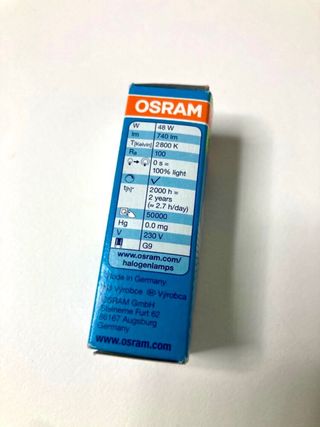 OSRAM
W 48 W
lm 740 lm
T[kelvin] 2800 K
Ra 100
0 s =
100% light
t[h] 2000 h =
2 years
(≈ 2.7 h/day)
50000
Hg 0.0 mg
V 230 V
G9
www.osram.com/
halogenlamps
Made in Germany
Výrobce Výrobca
OSRAM GmbH
Steinerne Furt 62
86167 Augsburg
Germany
www.osram.com